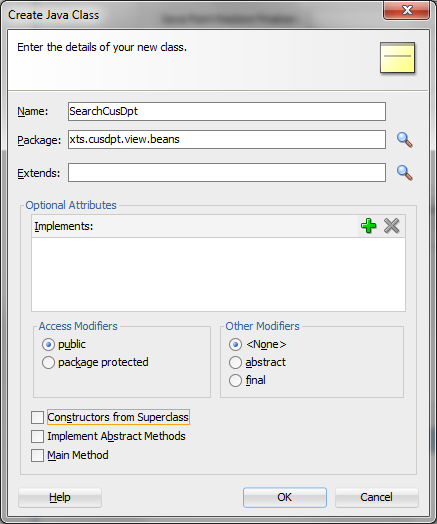 Create Java Class
Enter the details of your new class.
Name: SearchCusDpt
Package: xts.cusdpt.view.beans
Extends:
Optional Attributes
Implements:
Access Modifiers
public
package protected
Other Modifiers
<None>
abstract
final
Constructors from Superclass
Implement Abstract Methods
Main Method
Help
OK
Cancel